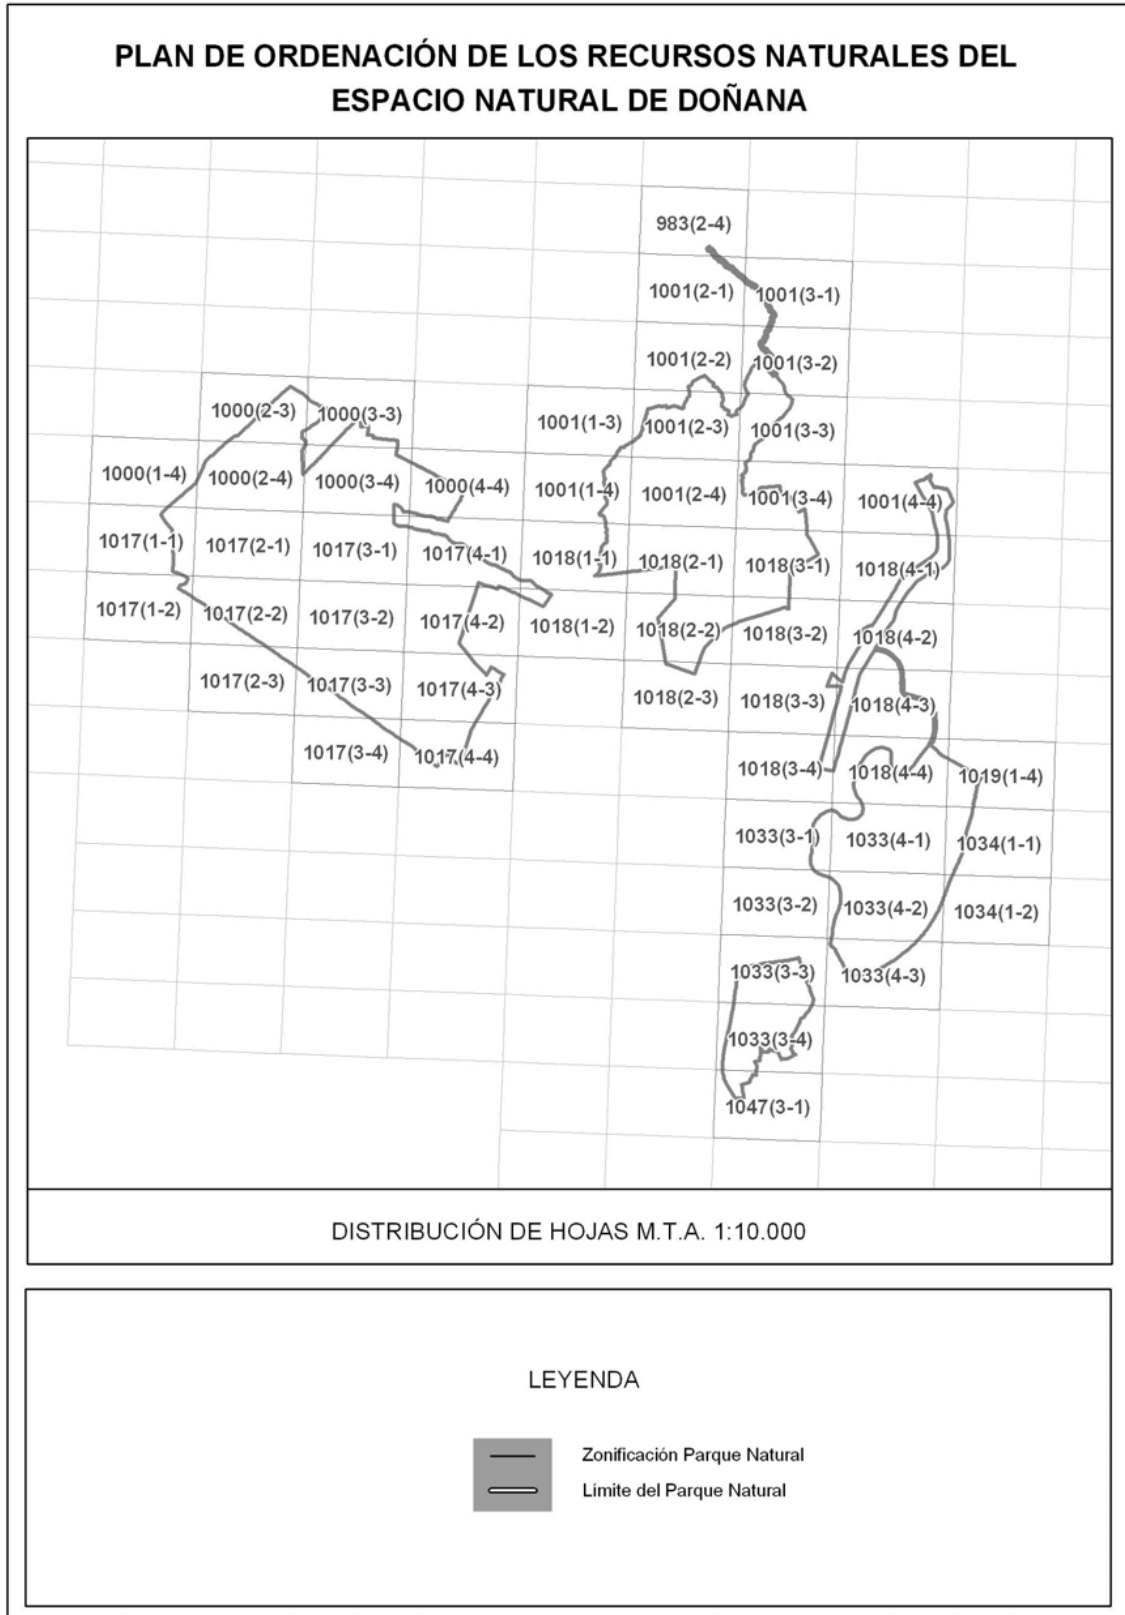 PLAN DE ORDENACIÓN DE LOS RECURSOS NATURALES DEL
ESPACIO NATURAL DE DOÑANA
983(2-4)
1001(2-1) 1001(3-1)
1001(2-2) 1001(3-2)
1000(2-3) 1000(3-3) 1001(1-3) 1001(2-3) 1001(3-3)
1000(1-4) 1000(2-4) 1000(3-4) 1000(4-4) 1001(1-4) 1001(2-4) 1001(3-4) 1001(4-4)
1017(1-1) 1017(2-1) 1017(3-1) 1017(4-1) 1018(1-1) 1018(2-1) 1018(3-1) 1018(4-1)
1017(1-2) 1017(2-2) 1017(3-2) 1017(4-2) 1018(1-2) 1018(2-2) 1018(3-2) 1018(4-2)
1017(2-3) 1017(3-3) 1017(4-3) 1018(2-3) 1018(3-3) 1018(4-3)
1017(3-4) 1017(4-4) 1018(3-4) 1018(4-4) 1019(1-4)
1033(3-1) 1033(4-1) 1034(1-1)
1033(3-2) 1033(4-2) 1034(1-2)
1033(3-3) 1033(4-3)
1033(3-4)
1047(3-1)
DISTRIBUCIÓN DE HOJAS M.T.A. 1:10.000
LEYENDA
Zonificación Parque Natural
Límite del Parque Natural